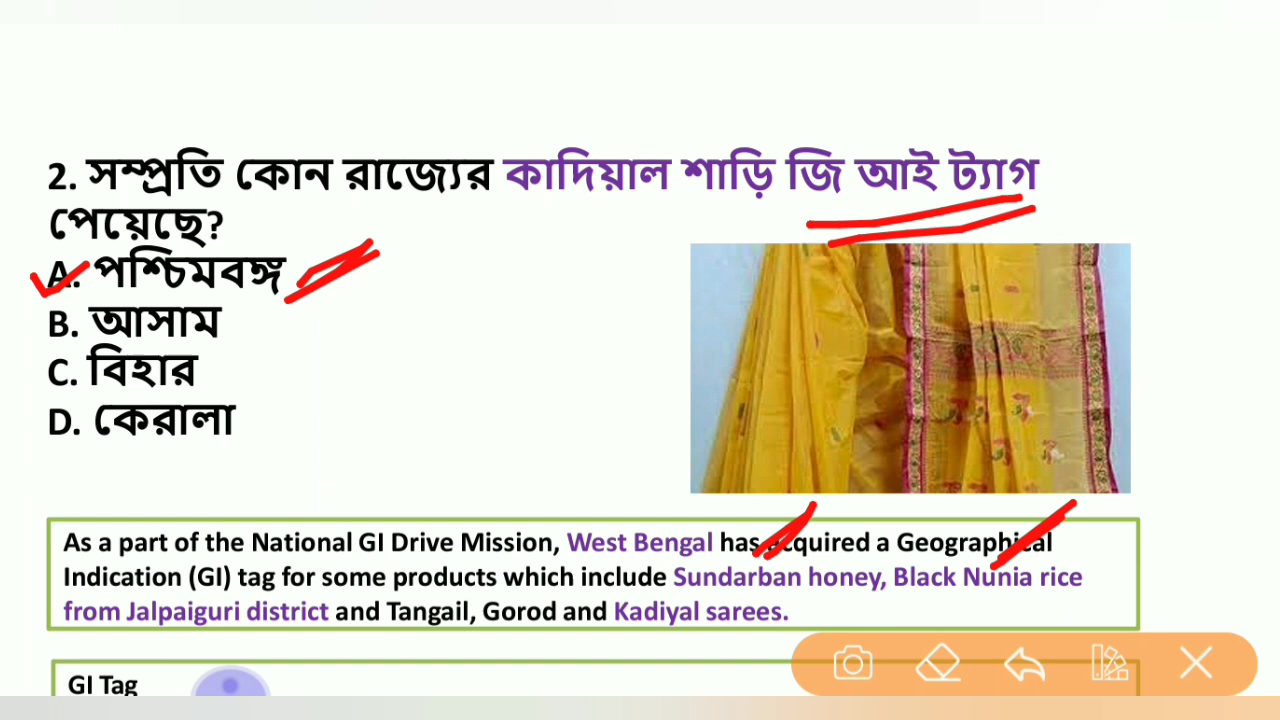 2. সম্প্রতি কোন রাজ্যের কাদিয়াল শাড়ি জি আই ট্যাগ
পেয়েছে?
A. পশ্চিমবঙ্গ
B. আসাম
C. বিহার
D. কেরালা
As a part of the National GI Drive Mission, West Bengal has acquired a Geographical
Indication (GI) tag for some products which include Sundarban honey, Black Nunia rice
from Jalpaiguri district and Tangail, Gorod and Kadiyal sarees.
GI Tag